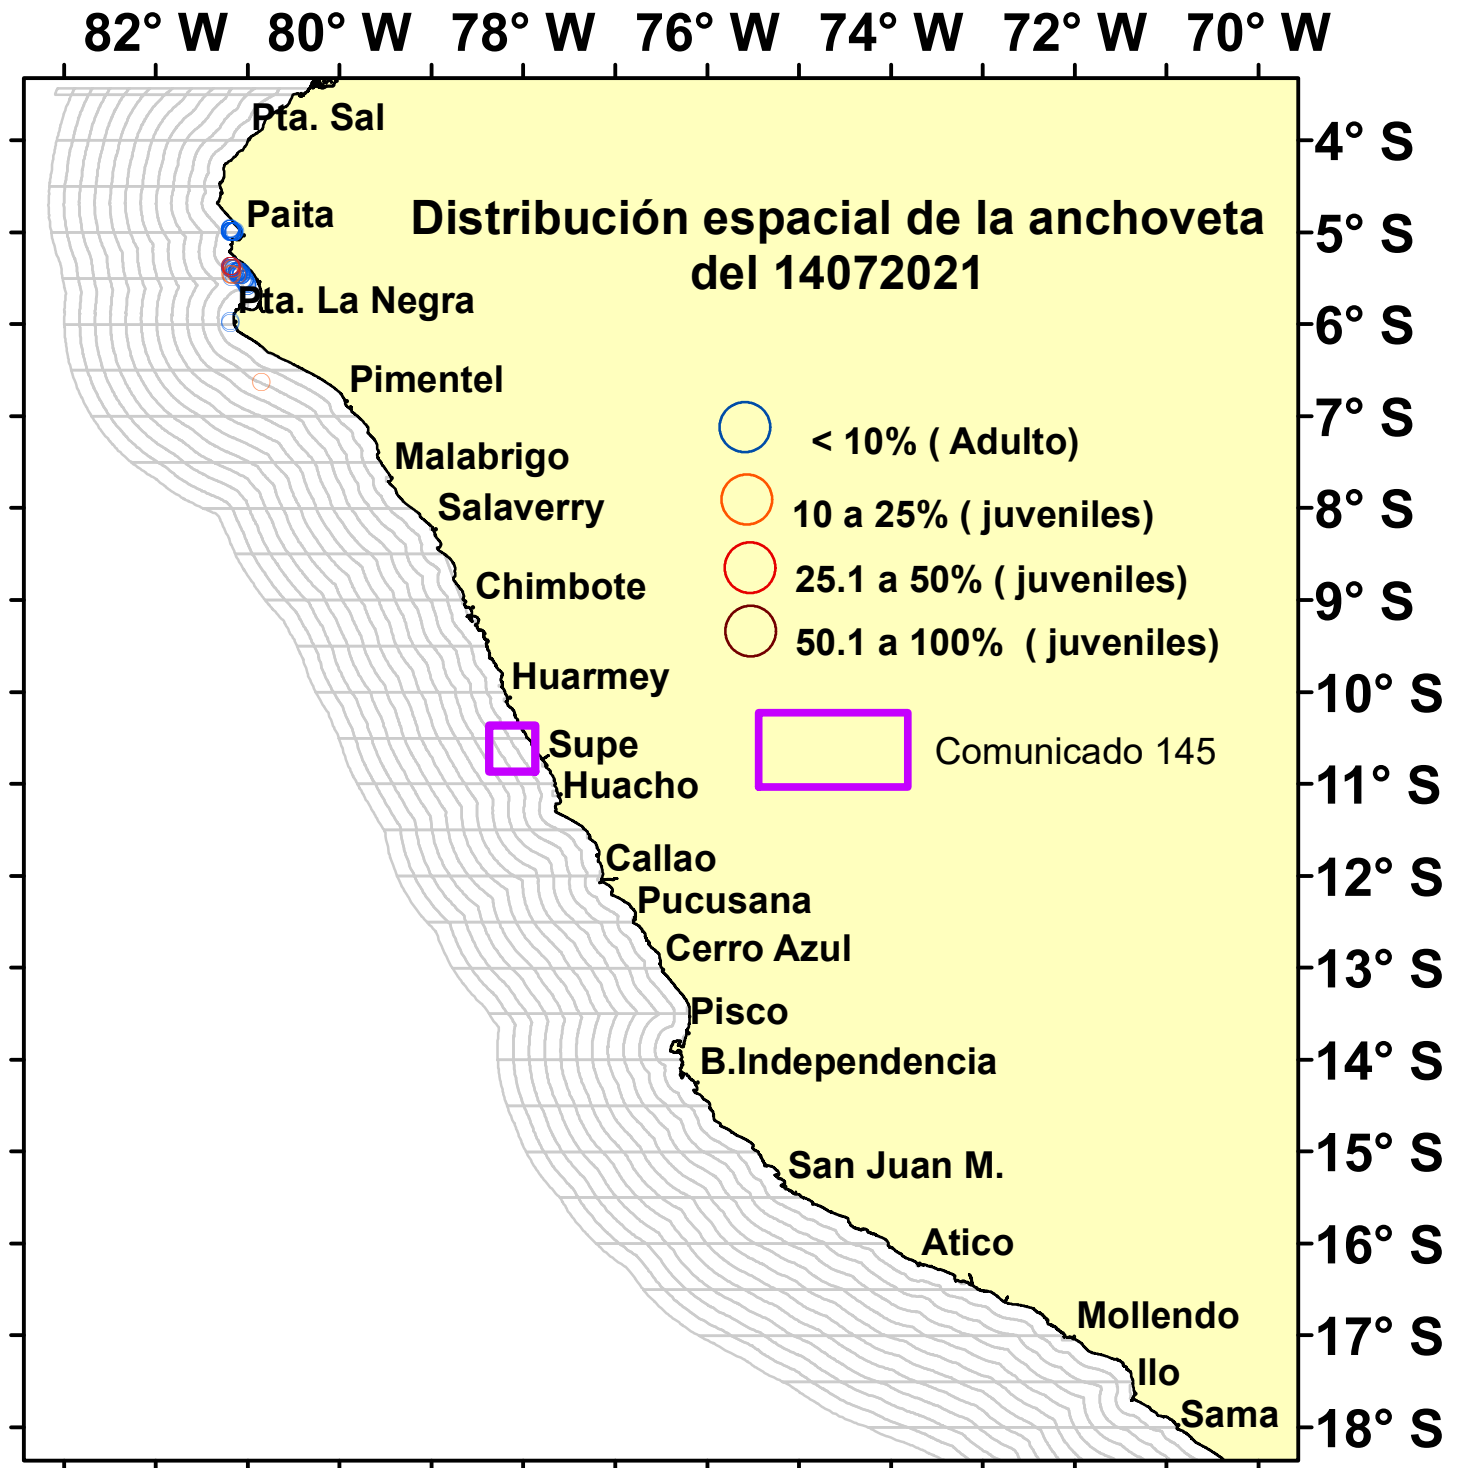 82° W 80° W 78° W 76° W 74° W 72° W 70° W
Pta. Sal
4° S
Paita
Distribución espacial de la anchoveta
5° S
del 14072021
Pta. La Negra
6° S
Pimentel
7° S
< 10% ( Adulto)
Malabrigo
Salaverry
10 a 25% ( juveniles)
8° S
Chimbote
25.1 a 50% ( juveniles)
9° S
50.1 a 100% ( juveniles)
Huarmey
10° S
Supe
Comunicado 145
Huacho
11° S
Callao
12° S
Pucusana
Cerro Azul
13° S
Pisco
B.Independencia
14° S
San Juan M.
15° S
Atico
16° S
Mollendo
17° S
Ilo
Sama
18° S